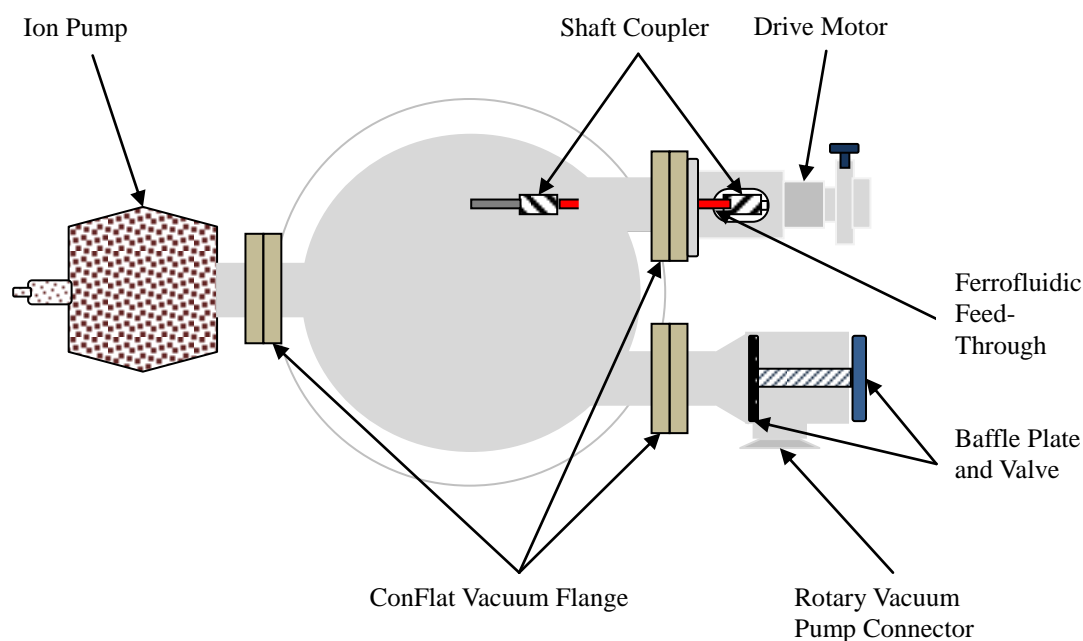 Ion Pump
Shaft Coupler
Drive Motor
Ferrofluidic
Feed-
Through
Baffle Plate
and Valve
ConFlat Vacuum Flange
Rotary Vacuum
Pump Connector